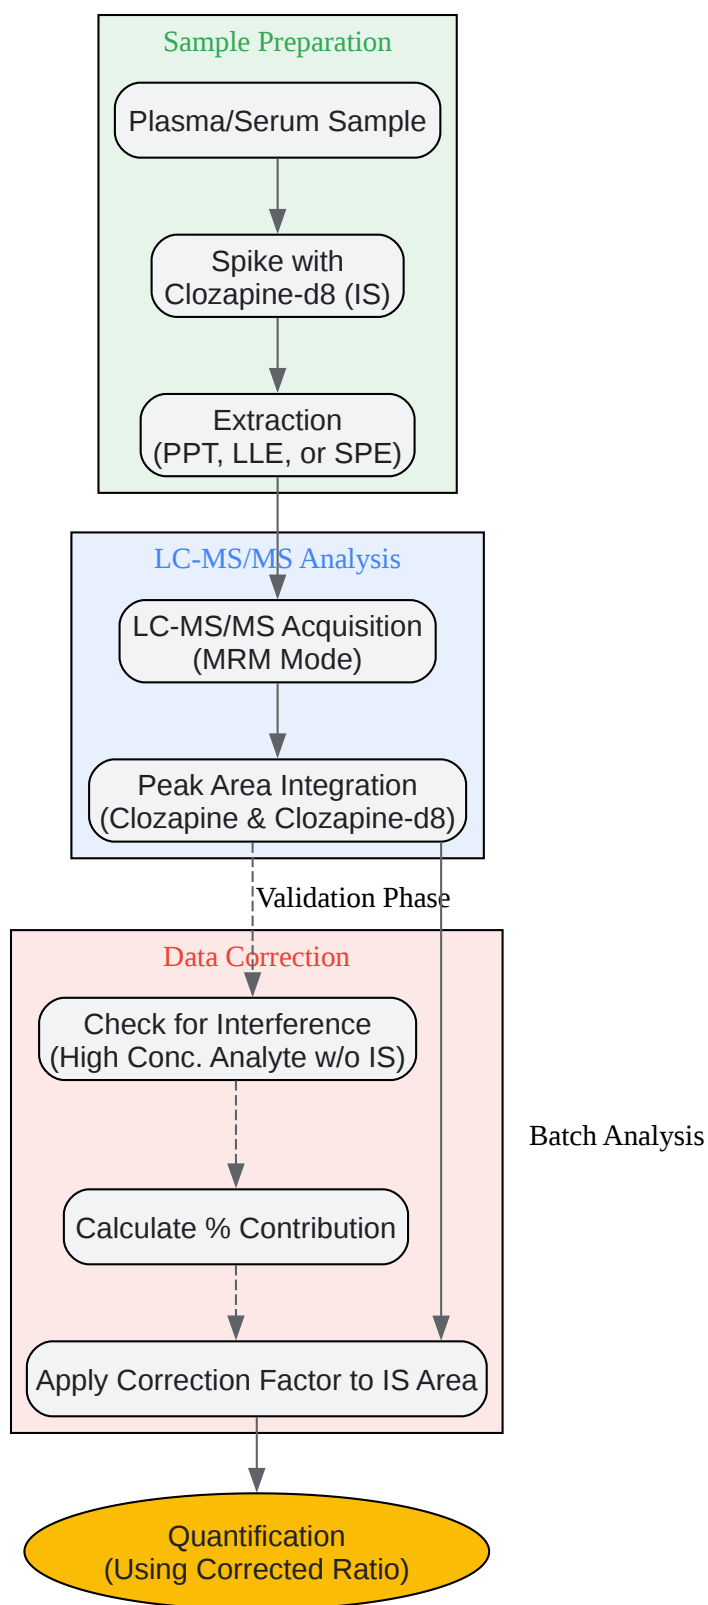 Sample Preparation
Plasma/Serum Sample
Spike with
Clozapine-d8 (IS)
Extraction
(PPT, LLE, or SPE)
LC-MS/MS Analysis
LC-MS/MS Acquisition
(MRM Mode)
Peak Area Integration
(Clozapine & Clozapine-d8)
Validation Phase
Data Correction
Check for Interference
(High Conc. Analyte w/o IS)
Batch Analysis
Calculate % Contribution
Apply Correction Factor to IS Area
Quantification
(Using Corrected Ratio)